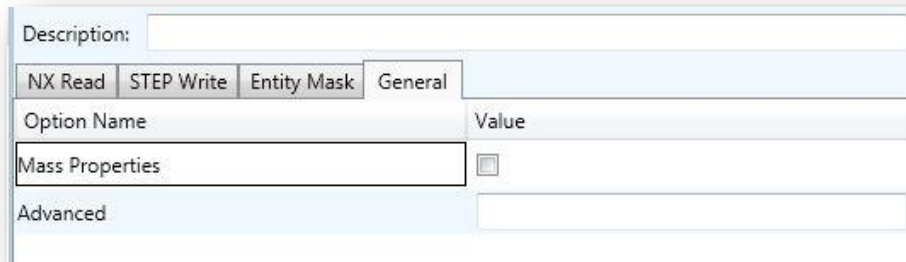 Description:
NX Read STEP Write Entity Mask General
Option Name Value
Mass Properties
Advanced